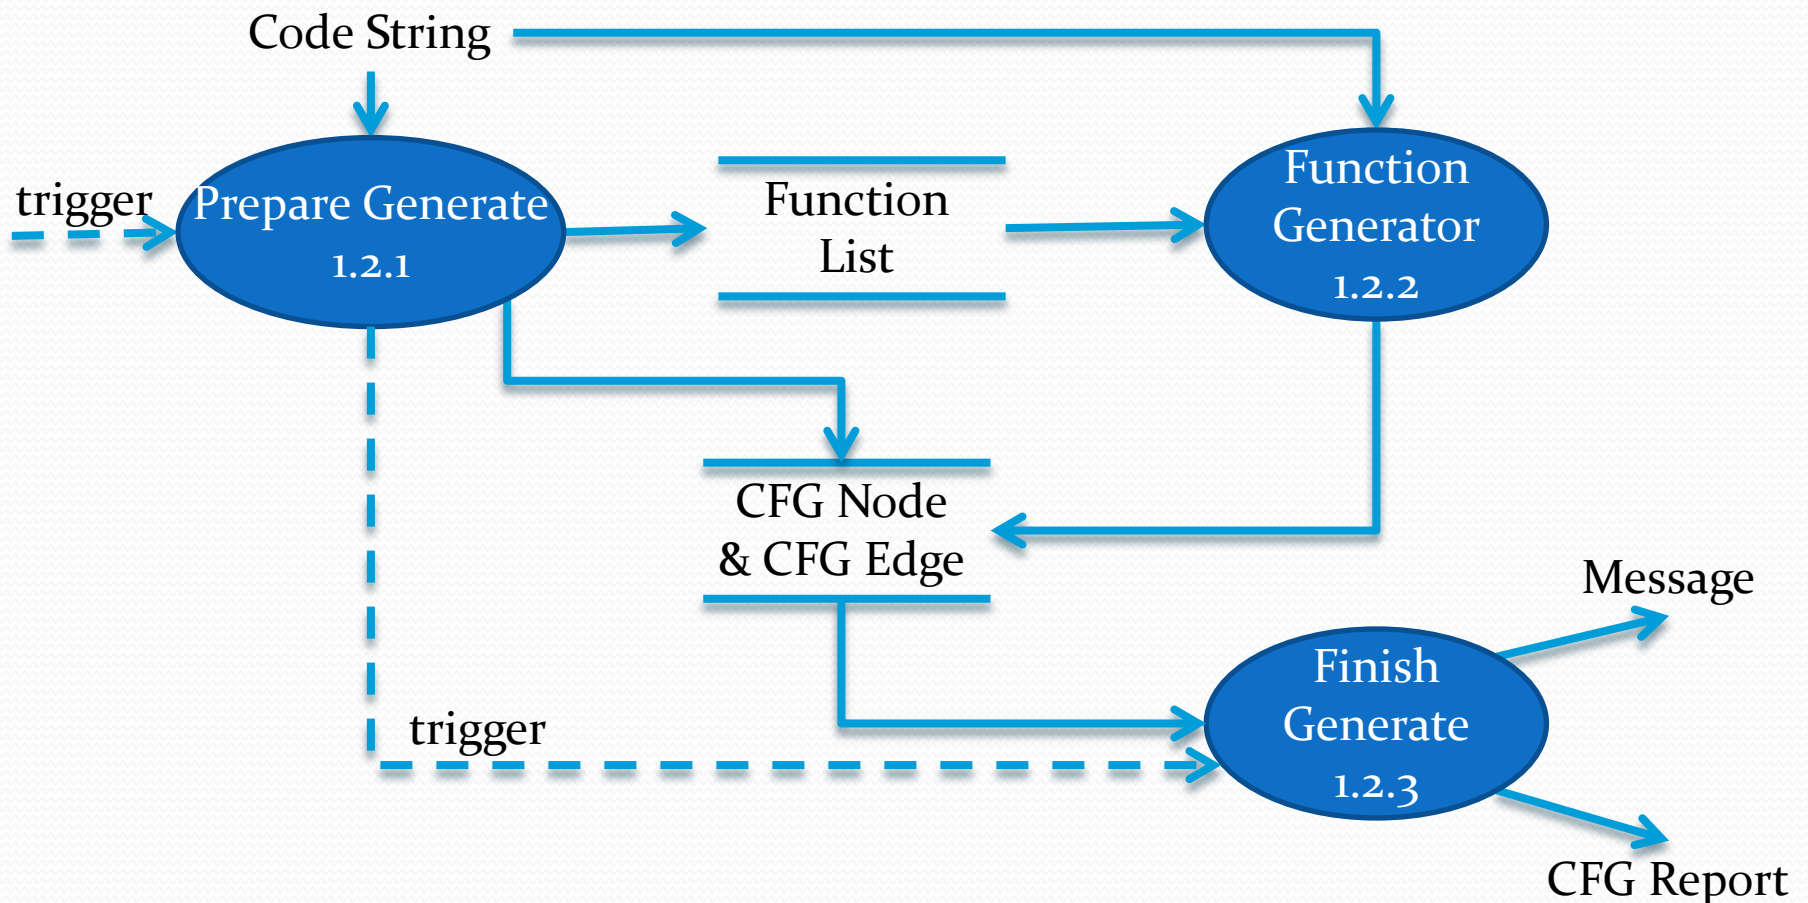 Code String
trigger
Prepare Generate
1.2.1
Function
List
Function
Generator
1.2.2
CFG Node
& CFG Edge
trigger
Finish
Generate
1.2.3
Message
CFG Report